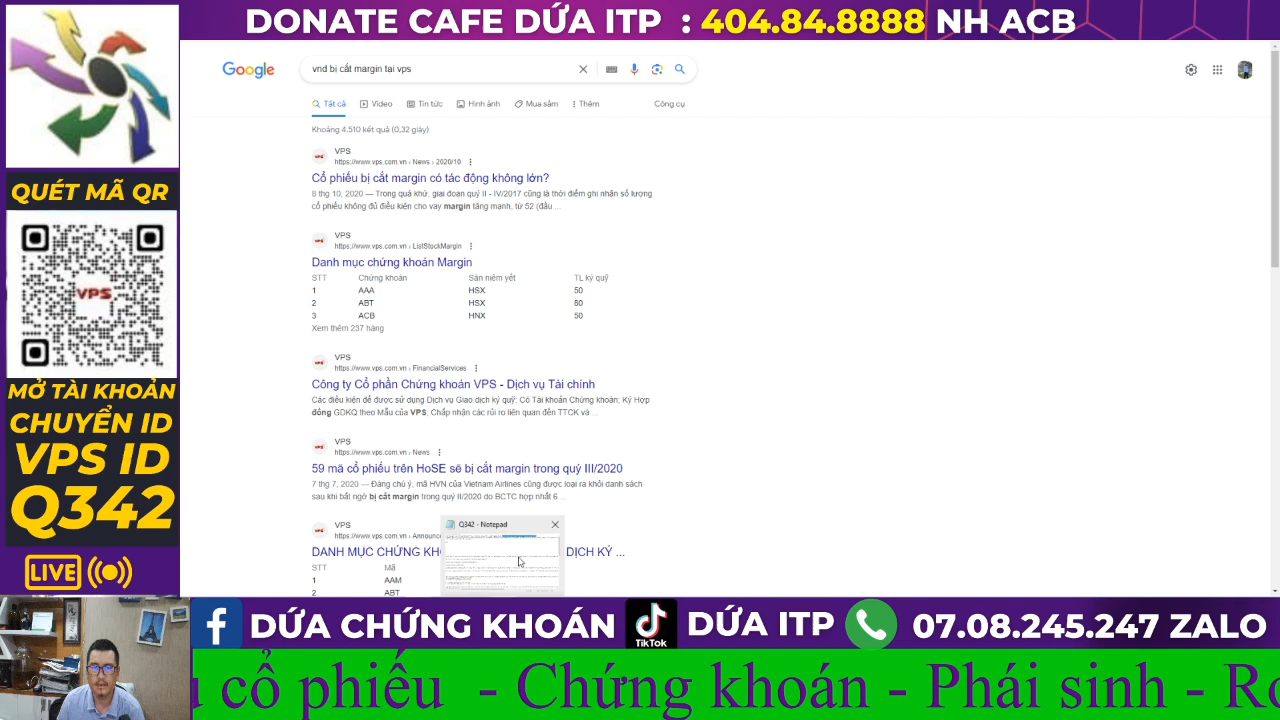 DONATE CAFE DỨA ITP : 404.84.8888 NH ACB
QUÉT MÃ QR
VPS
MỞ TÀI KHOẢN
CHUYỂN ID
VPS ID
Q342
LIVE
Google
vnd bị cắt margin tại vps
Tất cả
Video
Tin tức
Hình ảnh
Mua sắm
Thêm
Công cụ
Khoảng 4.510 kết quả (0,32 giây)
VPS
https://www.vps.com.vn › News › 2020/10
Cổ phiếu bị cắt margin có tác động không lớn?
8 thg 10, 2020 — Trong quá khứ, giai đoạn quý II - IV/2017 cũng là thời điểm ghi nhận số lượng
cổ phiếu không đủ điều kiện cho vay margin tăng mạnh, từ 52 (đầu ...
VPS
https://www.vps.com.vn › ListStockMargin
Danh mục chứng khoán Margin
STT Chứng khoán Sàn niêm yết TL ký quỹ
1 AAA HSX 50
2 ABT HSX 80
3 ACB HNX 50
Xem thêm 237 hàng
VPS
https://www.vps.com.vn › FinancialServices
Công ty Cổ phần Chứng khoán VPS - Dịch vụ Tài chính
Các điều kiện để được sử dụng Dịch vụ Giao dịch ký quỹ: Có Tài khoản Chứng khoán; Ký Hợp
đồng GDKQ theo Mẫu của VPS, Chấp nhận các rủi ro liên quan đến TTCK và ...
VPS
https://www.vps.com.vn › News
59 mã cổ phiếu trên HoSE sẽ bị cắt margin trong quý III/2020
7 thg 7, 2020 — Đáng chú ý, mã HVN của Vietnam Airlines cũng được loại ra khỏi danh sách
sau khi bất ngờ bị cắt margin trong quý II/2020 do BCTC hợp nhất 6 ...
VPS
https://www.vps.com.vn › Announc
DANH MỤC CHỨNG KH DỊCH KÝ ...
STT Mã
1 AAM
2 ABT
Q342 - Notepad
DỨA CHỨNG KHOÁN
TikTok
DỨA ITP
07.08.245.247 ZALO
u cổ phiếu - Chứng khoán - Phái sinh - Ro